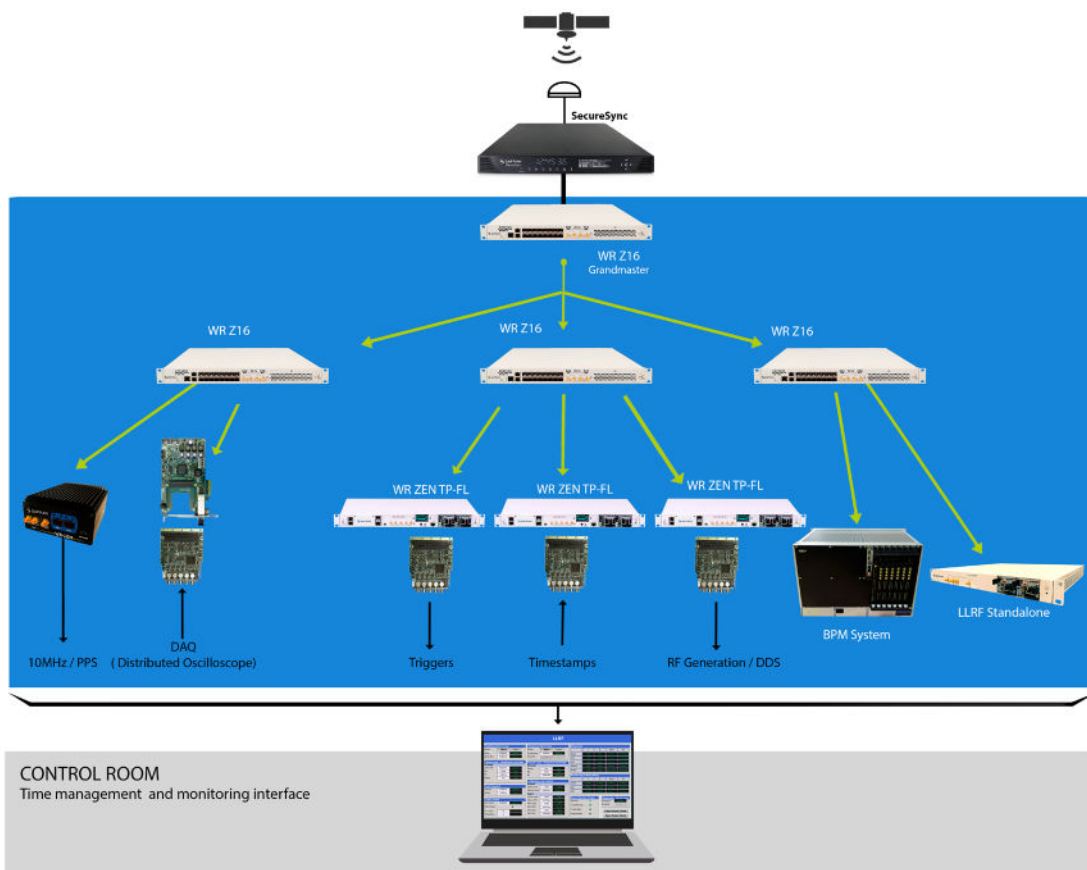 SecureSync
WR Z16
Grandmaster
WR Z16
WR Z16
WR Z16
WR ZEN TP-FL
WR ZEN TP-FL
WR ZEN TP-FL
10MHz / PPS
DAQ
( Distributed Oscilloscope)
Triggers
Timestamps
RF Generation / DDS
BPM System
LLRF Standalone
CONTROL ROOM
Time management and monitoring interface
LLRF